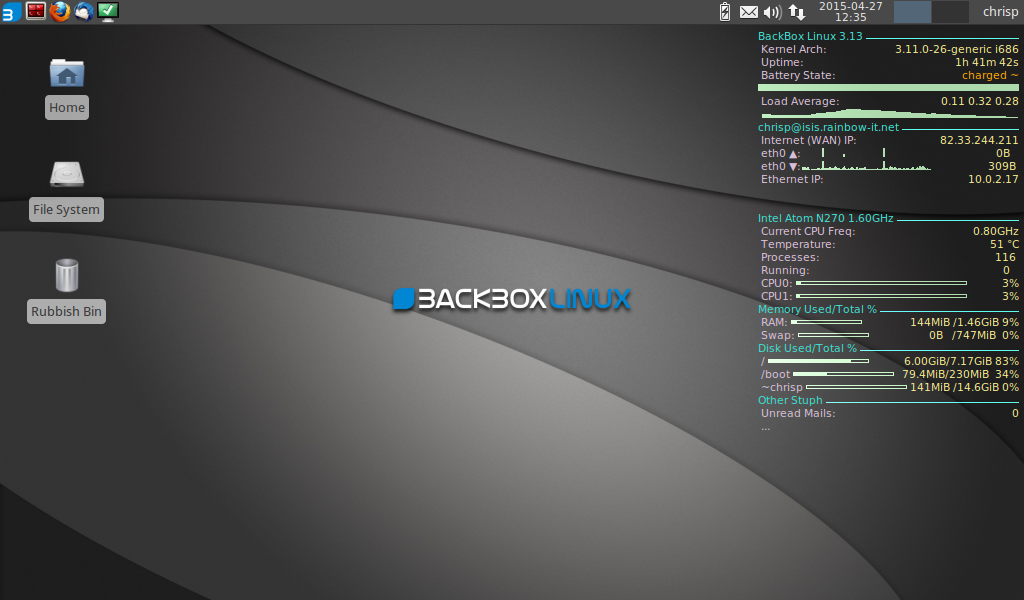 2015-04-27
12:35
chrisp
BackBox Linux 3.13
Kernel Arch: 3.11.0-26-generic i686
Uptime: 1h 41m 42s
Battery State: charged ~
Load Average: 0.11 0.32 0.28
chrisp@isis.rainbow-it.net
Internet (WAN) IP: 82.33.244.211
eth0 ▲: 0B
eth0 ▼: 309B
Ethernet IP: 10.0.2.17
Intel Atom N270 1.60GHz
Current CPU Freq: 0.80GHz
Temperature: 51 °C
Processes: 116
Running: 0
CPU0: 3%
CPU1: 3%
Memory Used/Total %
RAM: 144MiB /1.46GiB 9%
Swap: 0B /747MiB 0%
Disk Used/Total %
/ 6.00GiB/7.17GiB 83%
/boot 79.4MiB/230MiB 34%
~chrisp 141MiB /14.6GiB 0%
Other Stuph
Unread Mails: 0
...
Home
File System
Rubbish Bin
BACKBOX LINUX